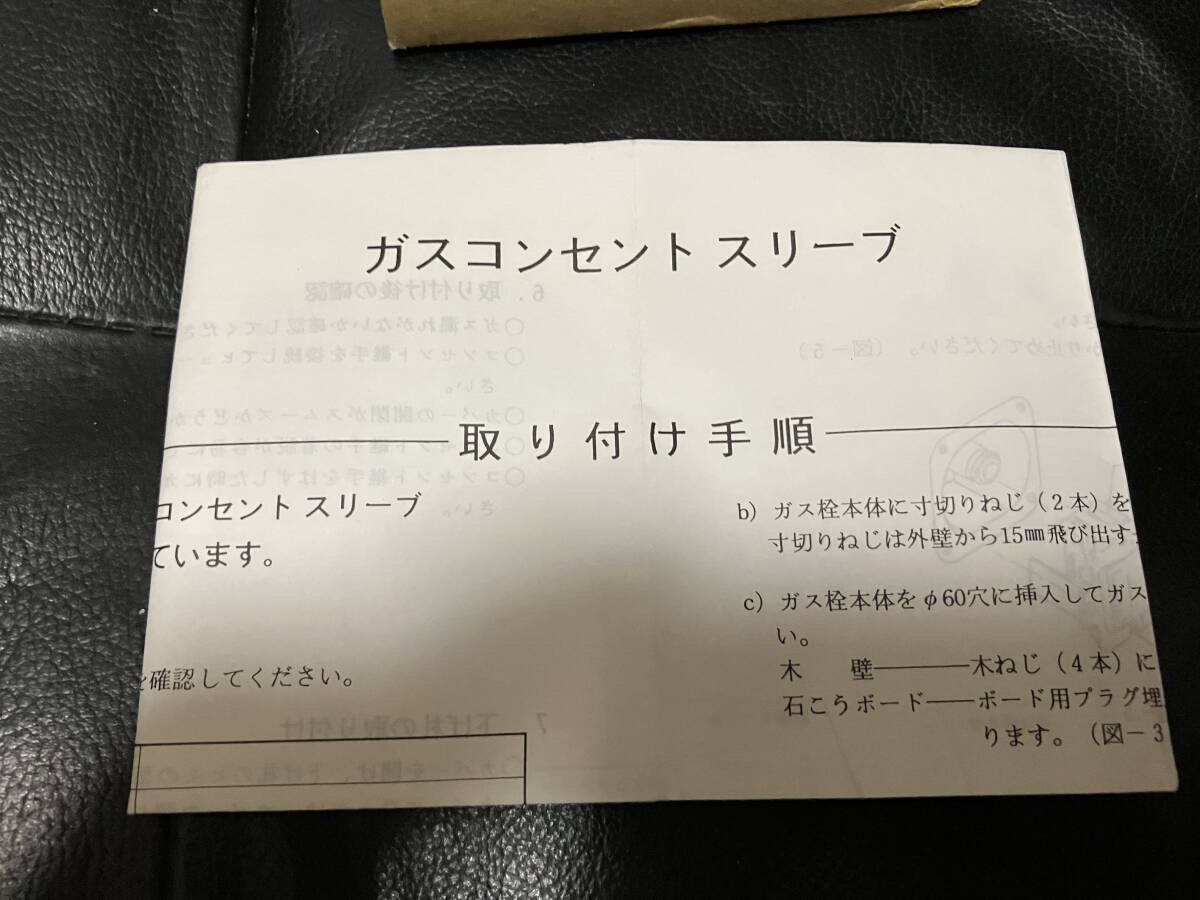 ガスコンセント スリーブ
取り付け手順
コンセント スリーブ
ています。
を確認してください。
b) ガス栓本体に寸切りねじ(2本)を
寸切りねじは外壁から15㎜飛び出す
c) ガス栓本体をφ60穴に挿入してガス
い。
木　壁───木ねじ(4本)に
石こうボード──ボード用プラグ埋
ります。(図−3